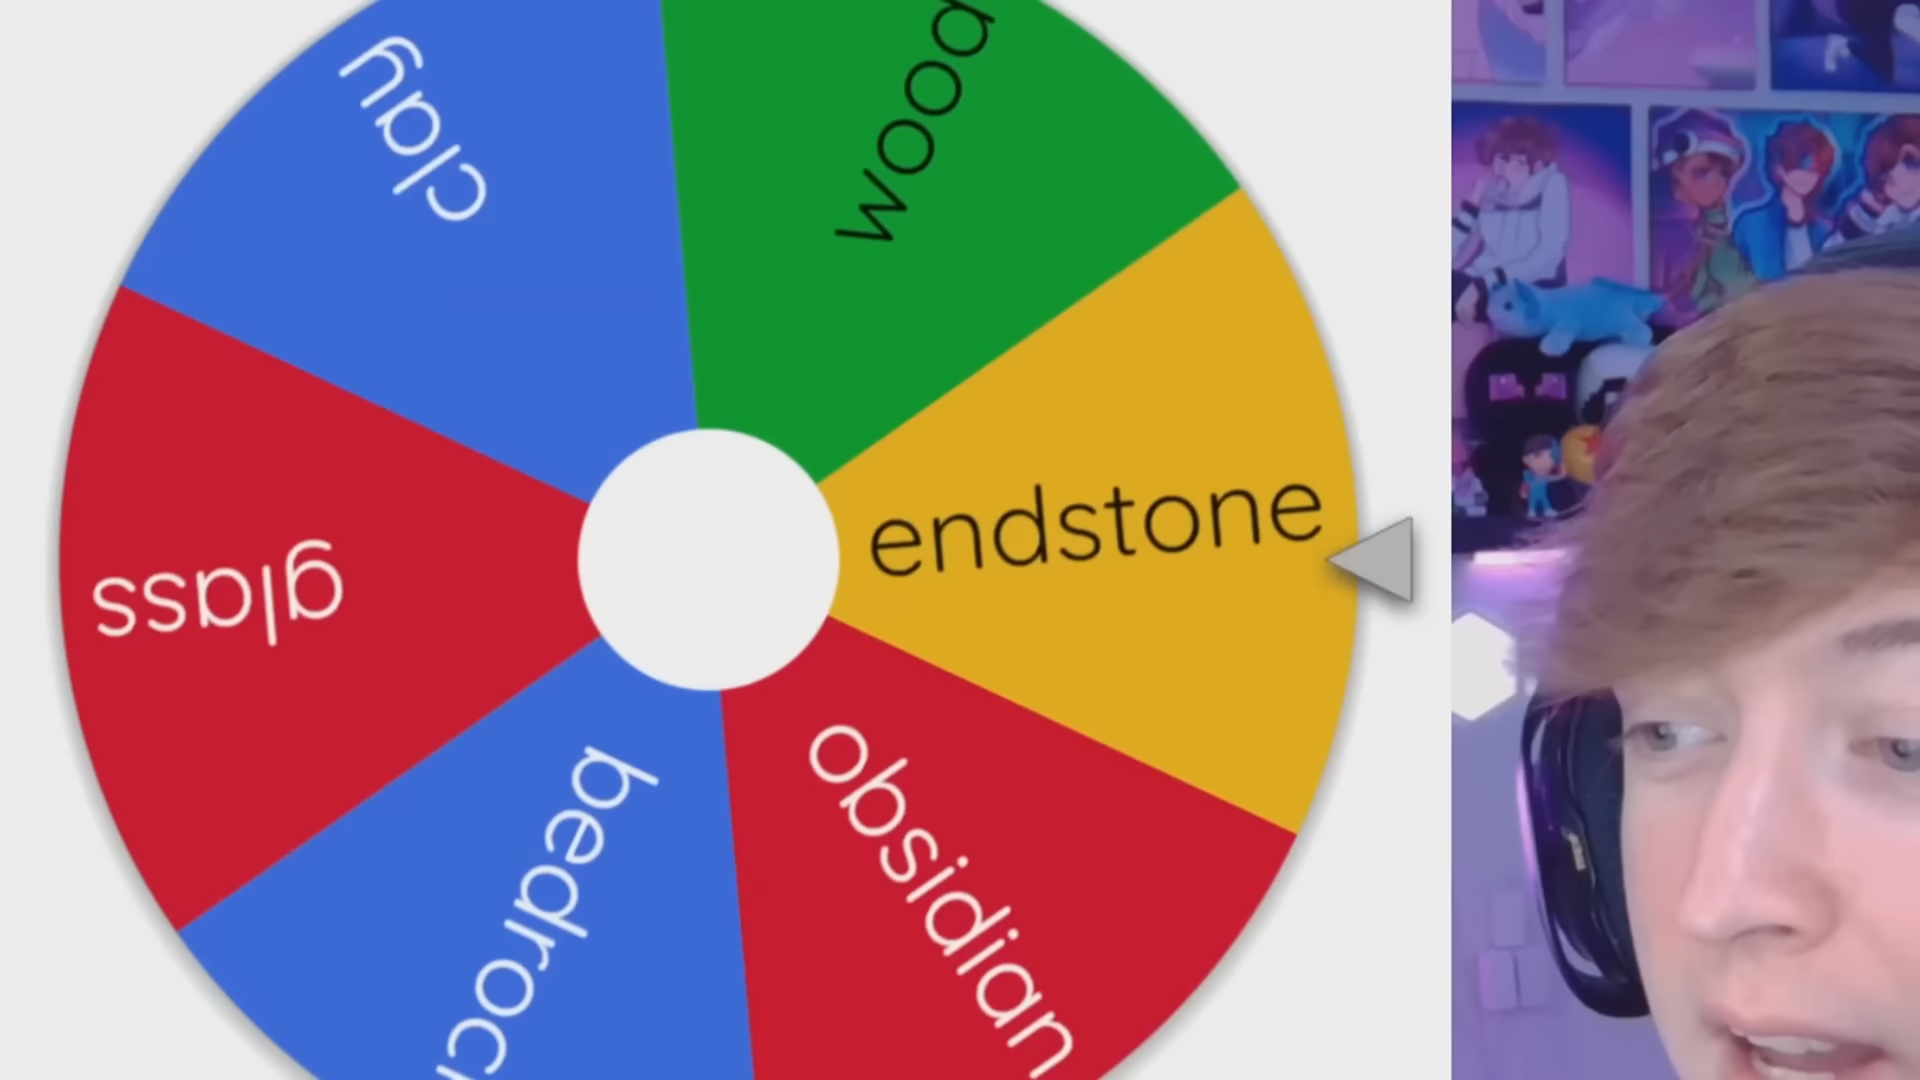 clay
wood
endstone
obsidian
bedroc
glass